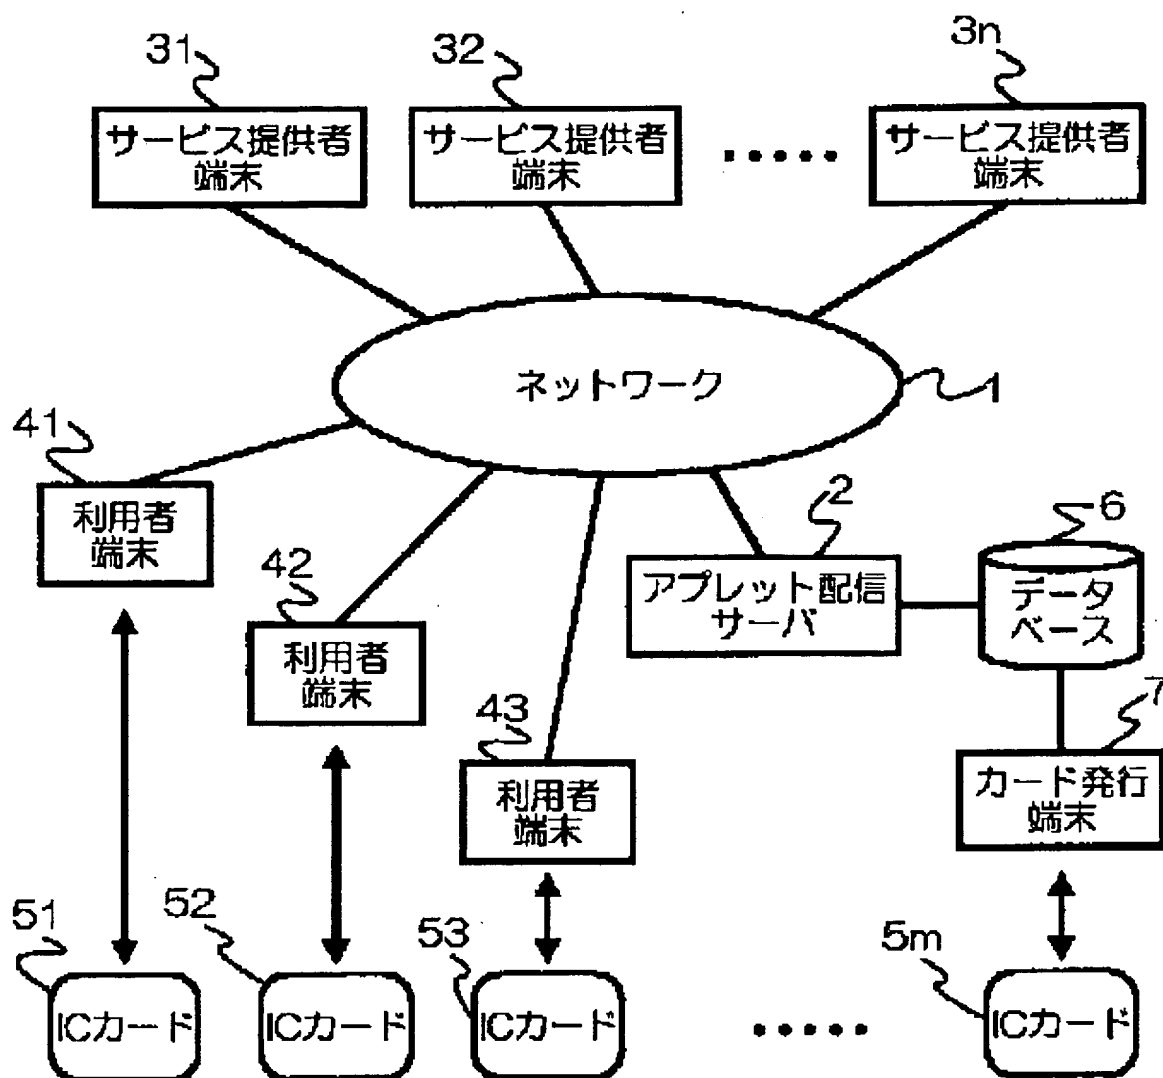 31
32
3n
サービス提供者
端末
サービス提供者
端末
・・・・・
サービス提供者
端末
ネットワーク
1
41
利用者
端末
42
利用者
端末
43
利用者
端末
2
アプレット配信
サーバ
6
データ
ベース
7
カード発行
端末
51
ICカード
52
ICカード
53
ICカード
・・・・・
5m
ICカード